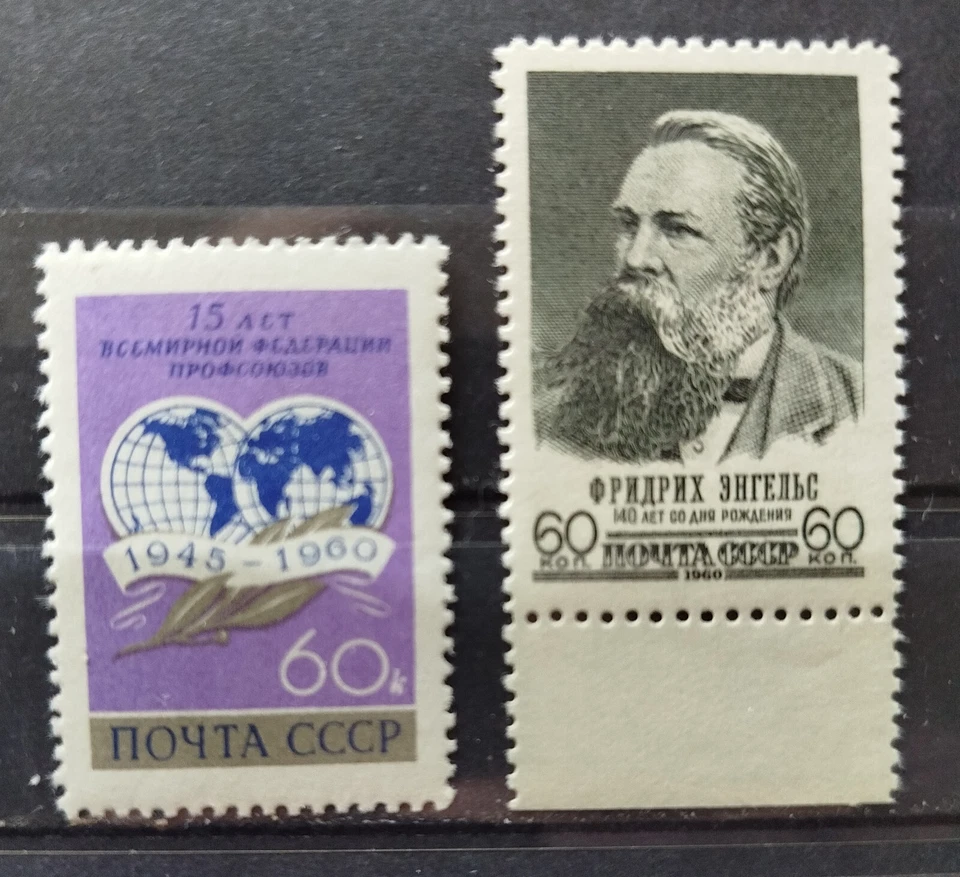 15 ЛЕТ
ВСЕМИРНОЙ ФЕДЕРАЦИИ
ПРОФСОЮЗОВ
1945 - 1960
60к
ПОЧТА СССР
ФРИДРИХ ЭНГЕЛЬС
140 ЛЕТ СО ДНЯ РОЖДЕНИЯ
60 КОП. ПОЧТА СССР 60 КОП.
1960